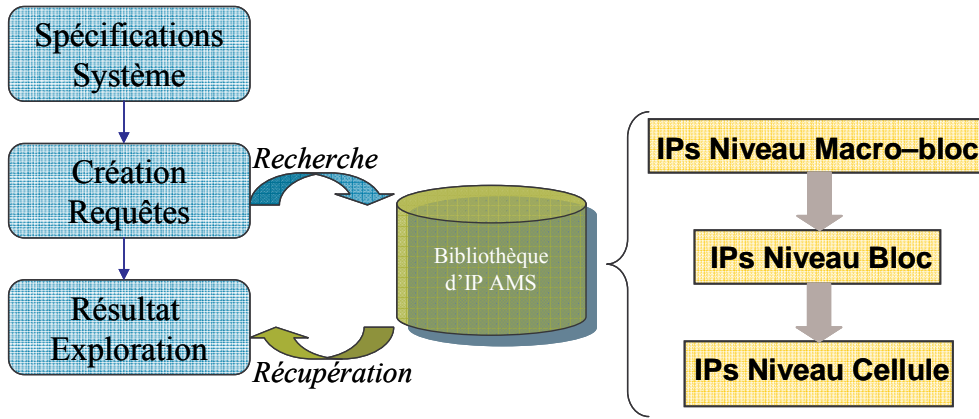 Spécifications
Système
Création
Requêtes
Résultat
Exploration
Recherche
Récupération
Bibliothèque
d'IP AMS
IPs Niveau Macro–bloc
IPs Niveau Bloc
IPs Niveau Cellule